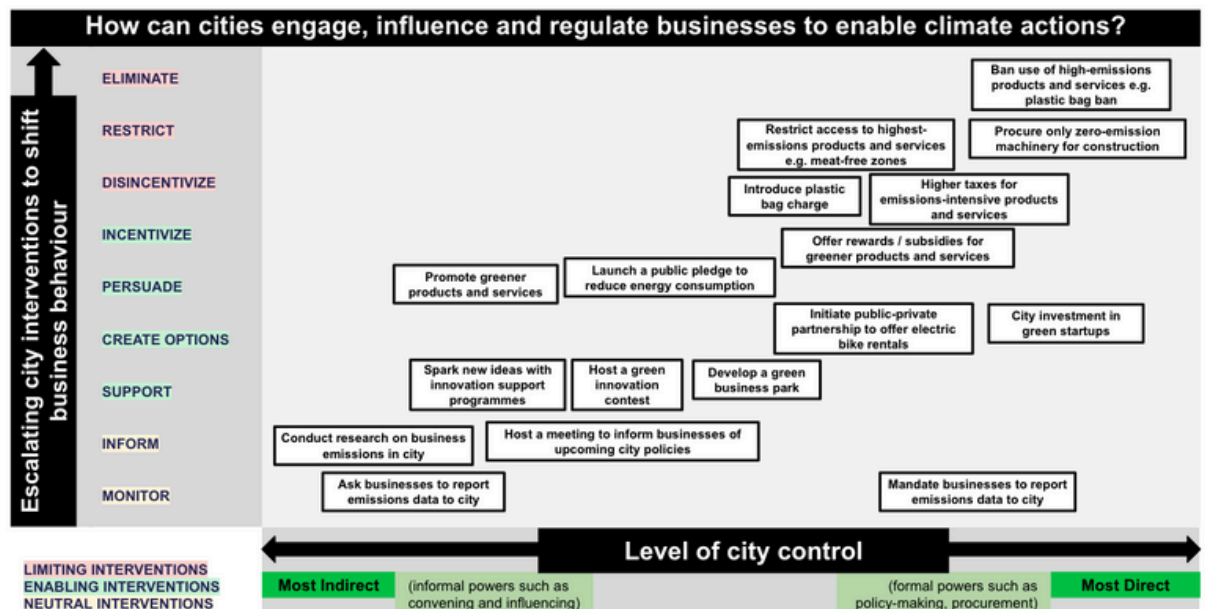 How can cities engage, influence and regulate businesses to enable climate actions?
Escalating city interventions to shift
business behaviour
ELIMINATE
Ban use of high-emissions
products and services e.g.
plastic bag ban
RESTRICT
Restrict access to highest-
emissions products and services
e.g. meat-free zones
Procure only zero-emission
machinery for construction
DISINCENTIVIZE
Introduce plastic
bag charge
Higher taxes for
emissions-intensive products
and services
INCENTIVIZE
Offer rewards / subsidies for
greener products and services
PERSUADE
Promote greener
products and services
Launch a public pledge to
reduce energy consumption
CREATE OPTIONS
Initiate public-private
partnership to offer electric
bike rentals
City investment in
green startups
SUPPORT
Spark new ideas with
innovation support
programmes
Host a green
innovation
contest
Develop a green
business park
INFORM
Conduct research on business
emissions in city
Host a meeting to inform businesses of
upcoming city policies
MONITOR
Ask businesses to report
emissions data to city
Mandate businesses to report
emissions data to city
Level of city control
LIMITING INTERVENTIONS
ENABLING INTERVENTIONS
NEUTRAL INTERVENTIONS
Most Indirect
(informal powers such as
convening and influencing)
(formal powers such as
policy-making, procurement)
Most Direct